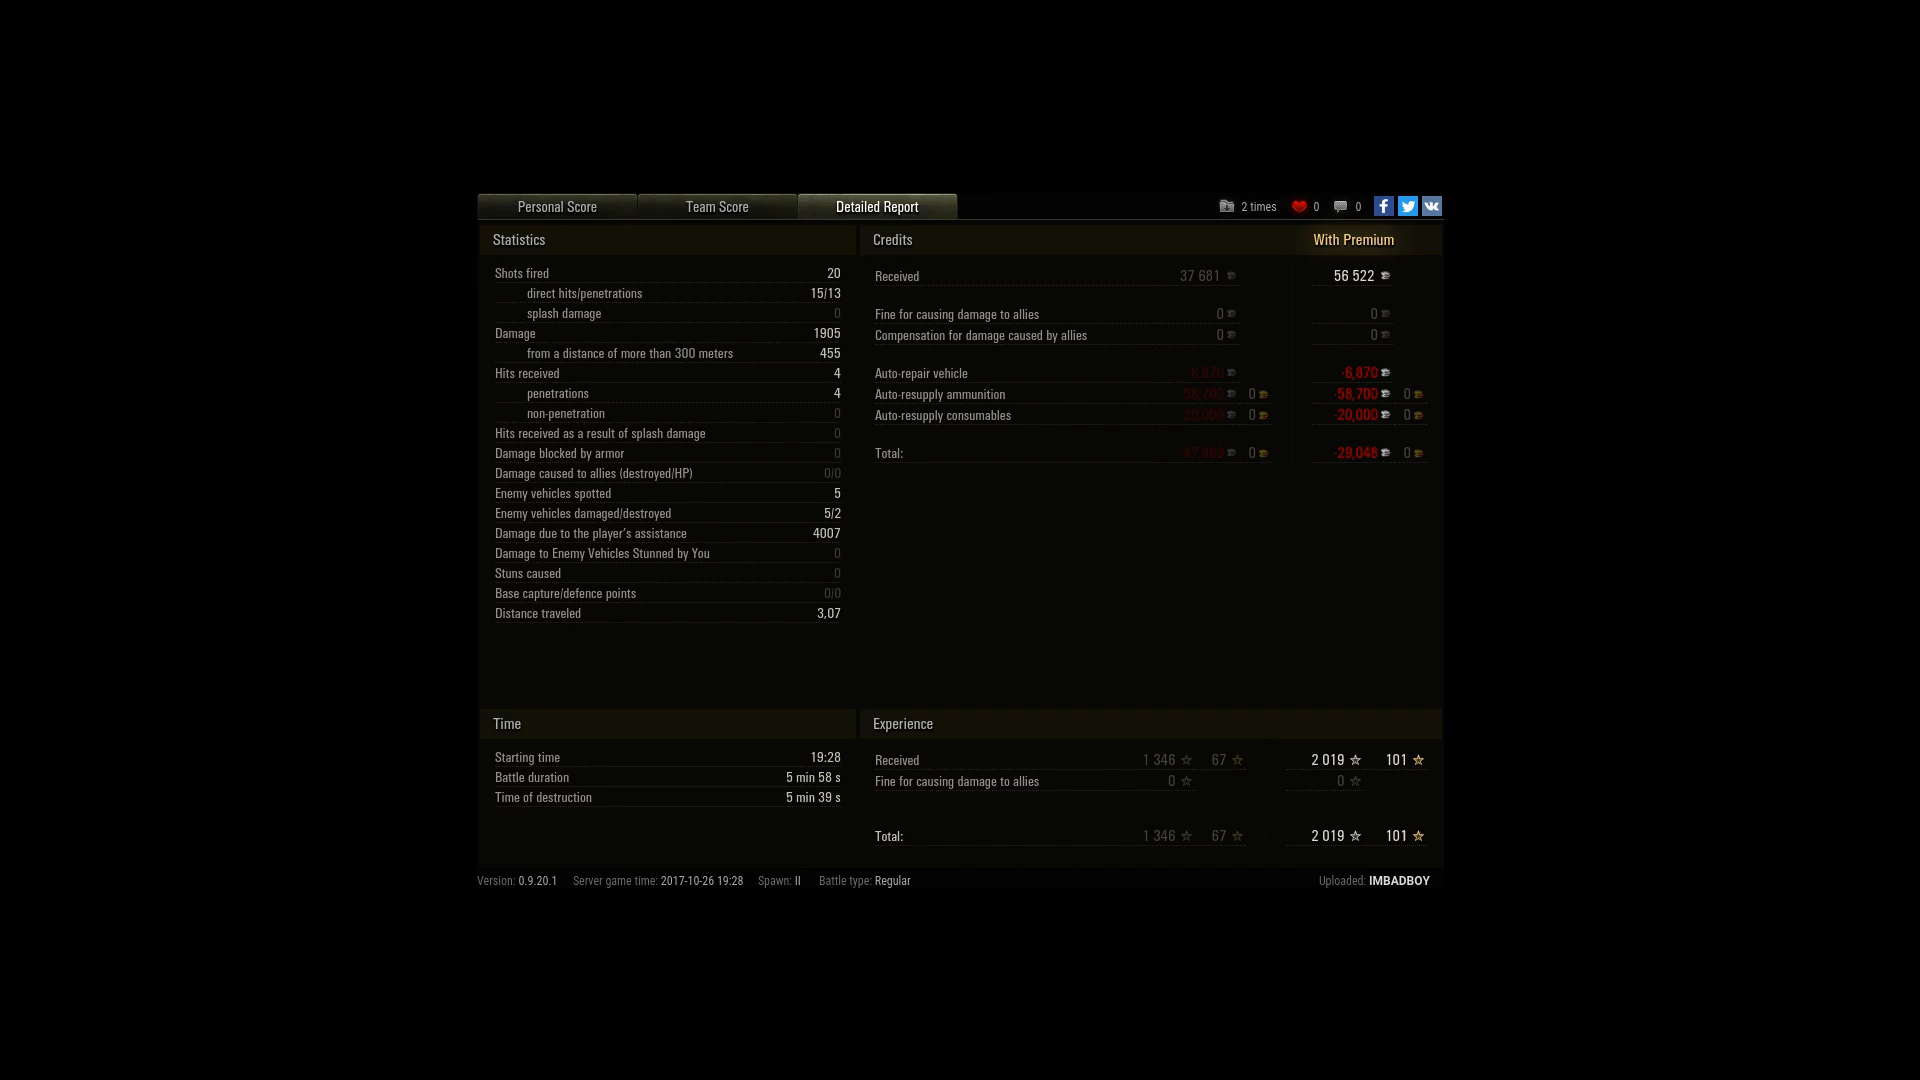 Personal Score Team Score Detailed Report 2 times 0 0
Statistics
Shots fired 20
direct hits/penetrations 15/13
splash damage 0
Damage 1905
from a distance of more than 300 meters 455
Hits received 4
penetrations 4
non-penetration 0
Hits received as a result of splash damage 0
Damage blocked by armor 0
Damage caused to allies (destroyed/HP) 0/0
Enemy vehicles spotted 5
Enemy vehicles damaged/destroyed 5/2
Damage due to the player's assistance 4007
Damage to Enemy Vehicles Stunned by You 0
Stuns caused 0
Base capture/defence points 0/0
Distance traveled 3,07
Credits With Premium
Received 37 681 56 522
Fine for causing damage to allies 0 0
Compensation for damage caused by allies 0 0
Auto-repair vehicle 6,870 -6,870
Auto-resupply ammunition 58,700 0 -58,700 0
Auto-resupply consumables 20,000 0 -20,000 0
Total: 0 -29,048 0
Time
Starting time 19:28
Battle duration 5 min 58 s
Time of destruction 5 min 39 s
Experience
Received 1 346 67 2 019 101
Fine for causing damage to allies 0 0
Total: 1 346 67 2 019 101
Version: 0.9.20.1 Server game time: 2017-10-26 19:28 Spawn: II Battle type: Regular Uploaded: IMBADBOY